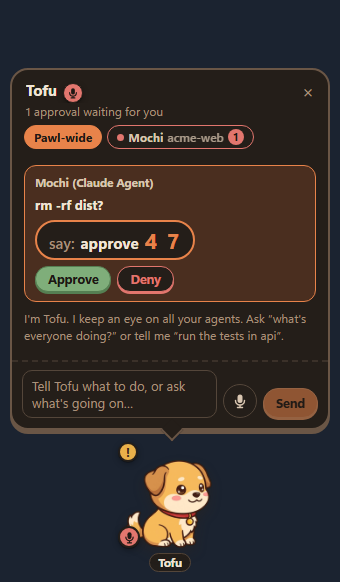 Tofu
×
1 approval waiting for you
Pawl-wide
Mochi acme-web 1
Mochi (Claude Agent)
rm -rf dist?
say: approve 4 7
Approve
Deny
I'm Tofu. I keep an eye on all your agents. Ask “what's
everyone doing?” or tell me “run the tests in api”.
Tell Tofu what to do, or ask
what's going on...
Send
!
Tofu